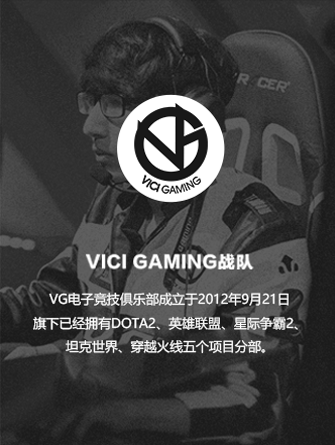 RACER
VICI GAMING
VICI GAMING战队
VG电子竞技俱乐部成立于2012年9月21日
旗下已经拥有DOTA2、英雄联盟、星际争霸2、
坦克世界、穿越火线五个项目分部。